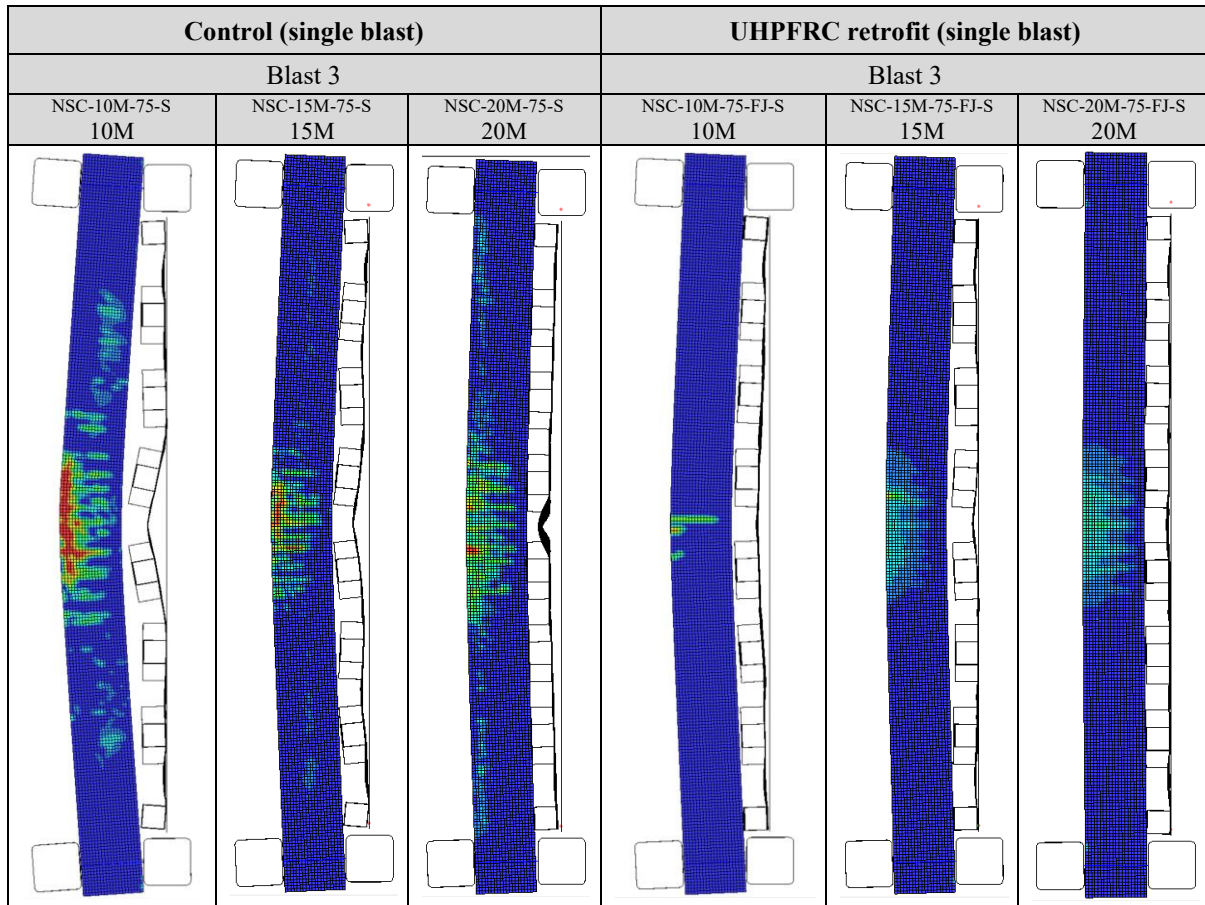 Control (single blast)
UHPFRC retrofit (single blast)
Blast 3
Blast 3
NSC-10M-75-S
10M
NSC-15M-75-S
15M
NSC-20M-75-S
20M
NSC-10M-75-FJ-S
10M
NSC-15M-75-FJ-S
15M
NSC-20M-75-FJ-S
20M